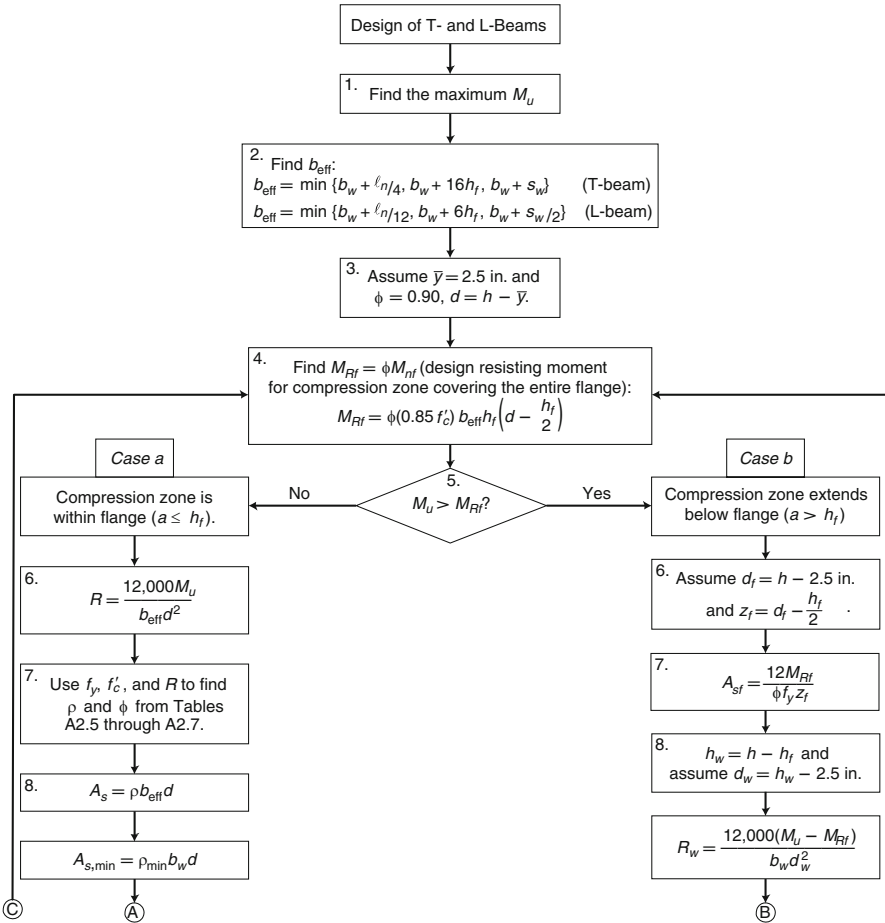 Design of T- and L-Beams
1. Find the maximum M_u
2. Find b_eff:
b_eff = min {b_w + ℓ_n/4, b_w + 16h_f, b_w + s_w} (T-beam)
b_eff = min {b_w + ℓ_n/12, b_w + 6h_f, b_w + s_w/2} (L-beam)
3. Assume ȳ = 2.5 in. and
ϕ = 0.90, d = h − ȳ.
4. Find M_Rf = ϕM_nf (design resisting moment
for compression zone covering the entire flange):
M_Rf = ϕ(0.85 f′_c) b_eff h_f (d − h_f/2)
5.
M_u > M_Rf?
No
Yes
Case a
Compression zone is
within flange (a ≤ h_f).
6. R = 12,000M_u / b_eff d²
7. Use f_y, f′_c, and R to find
ρ and ϕ from Tables
A2.5 through A2.7.
8. A_s = ρb_eff d
A_s,min = ρ_min b_w d
C
A
Case b
Compression zone extends
below flange (a > h_f)
6. Assume d_f = h − 2.5 in.
and z_f = d_f − h_f/2 .
7. A_sf = 12M_Rf / ϕ f_y z_f
8. h_w = h − h_f and
assume d_w = h_w − 2.5 in.
R_w = 12,000(M_u − M_Rf) / b_w d_w²
B